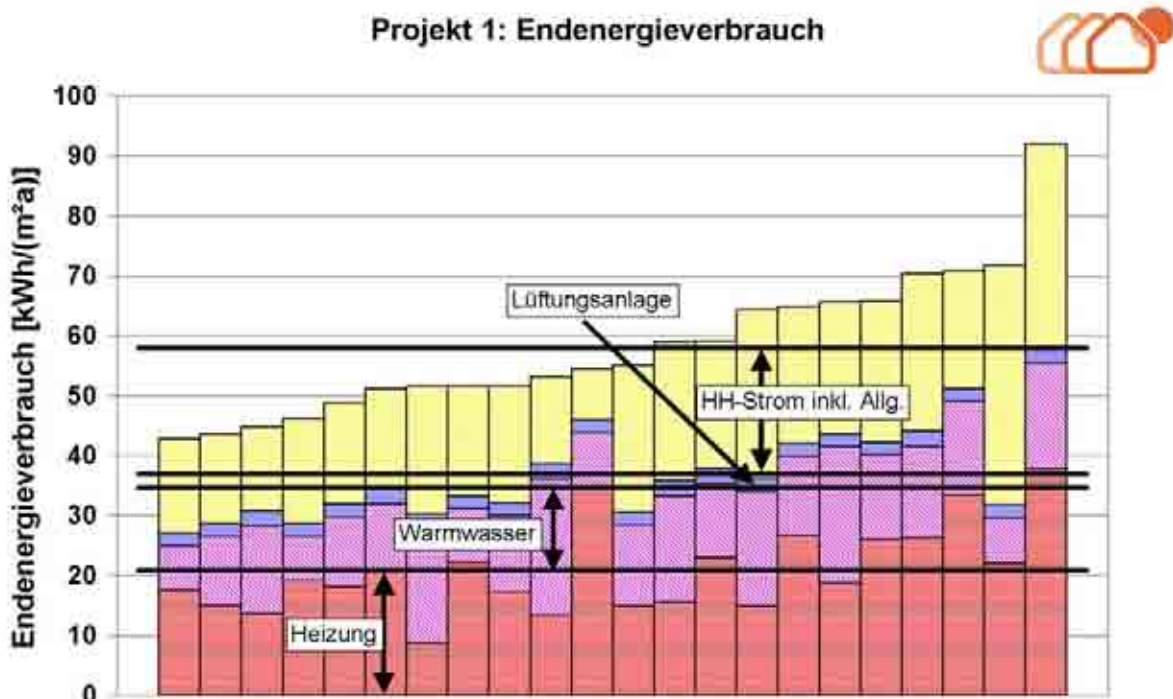 Projekt 1: Endenergieverbrauch
Endenergieverbrauch [kWh/(m²a)]
100
90
80
70
60
50
40
30
20
10
0
Lüftungsanlage
HH-Strom inkl. Allg.
Warmwasser
Heizung